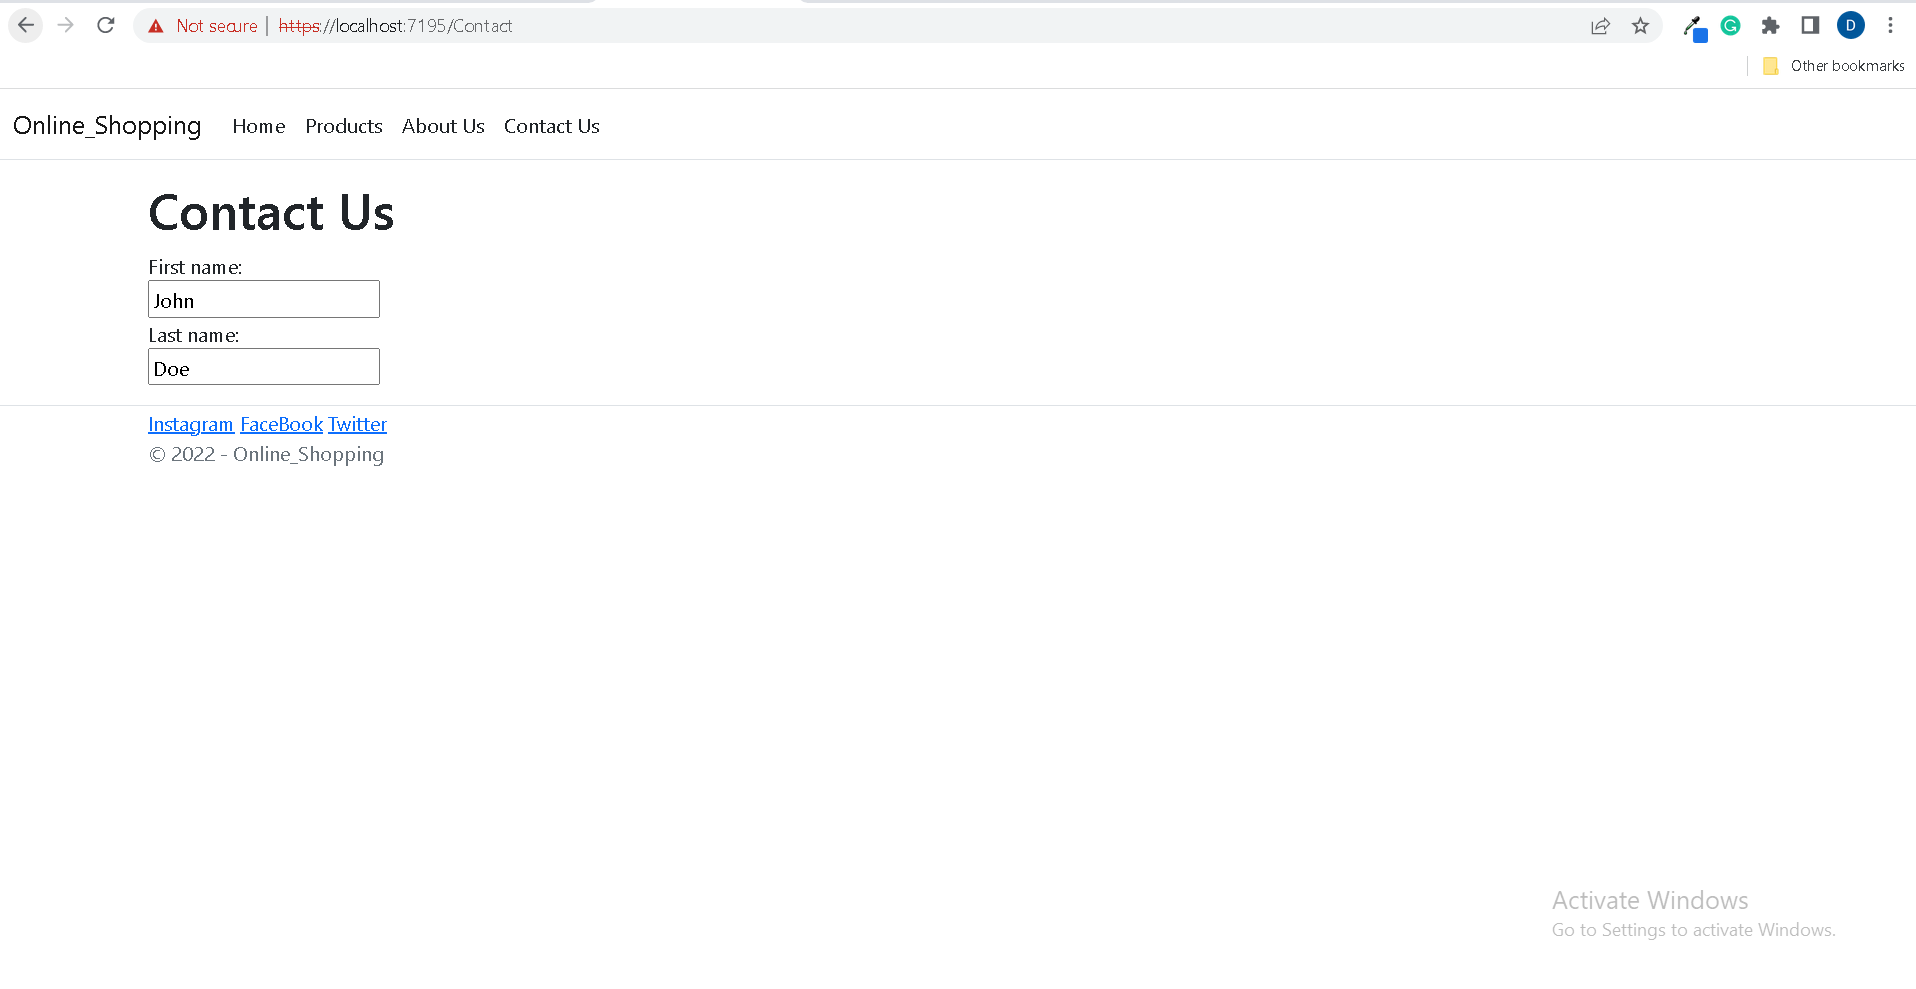 Not secure | https://localhost:7195/Contact
D
Other bookmarks
Online_Shopping Home Products About Us Contact Us
Contact Us
First name:
John
Last name:
Doe
Instagram FaceBook Twitter
© 2022 - Online_Shopping
Activate Windows
Go to Settings to activate Windows.